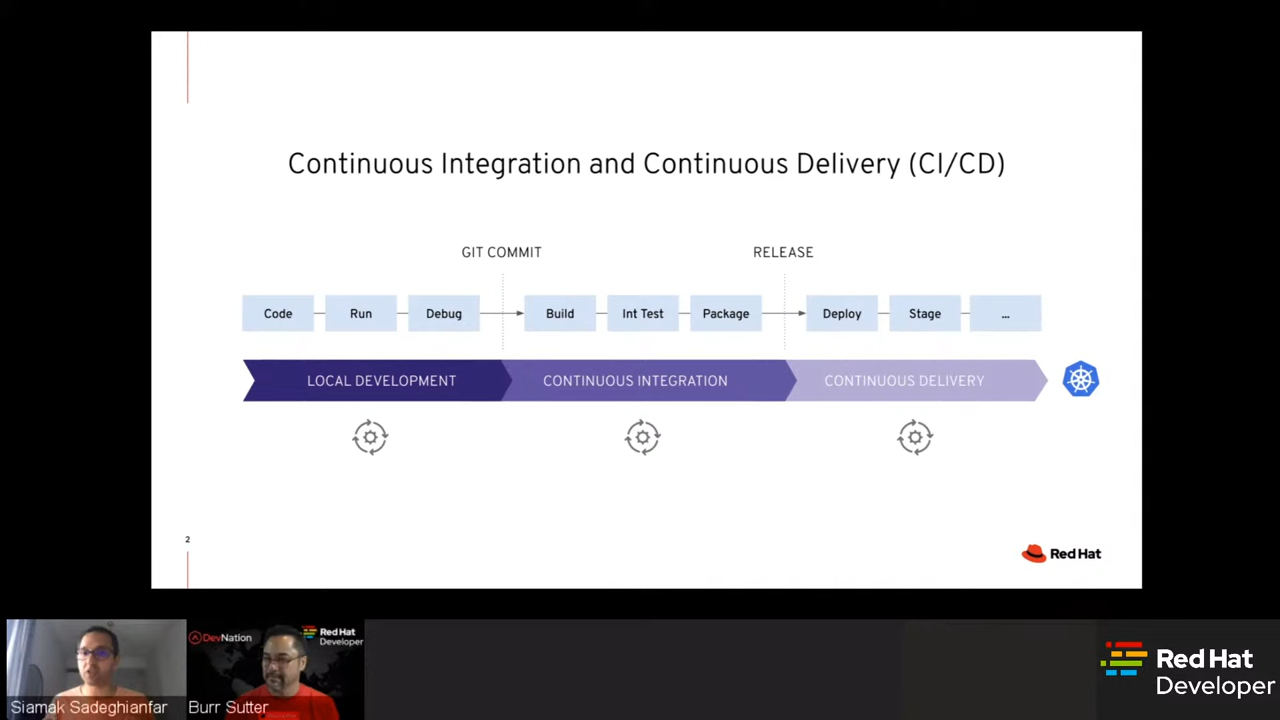 Continuous Integration and Continuous Delivery (CI/CD)
GIT COMMIT
RELEASE
Code
Run
Debug
Build
Int Test
Package
Deploy
Stage
...
LOCAL DEVELOPMENT
CONTINUOUS INTEGRATION
CONTINUOUS DELIVERY
2
Red Hat
DevNation
Red Hat
Developer
Siamak Sadeghianfar
Burr Sutter
Red Hat
Developer